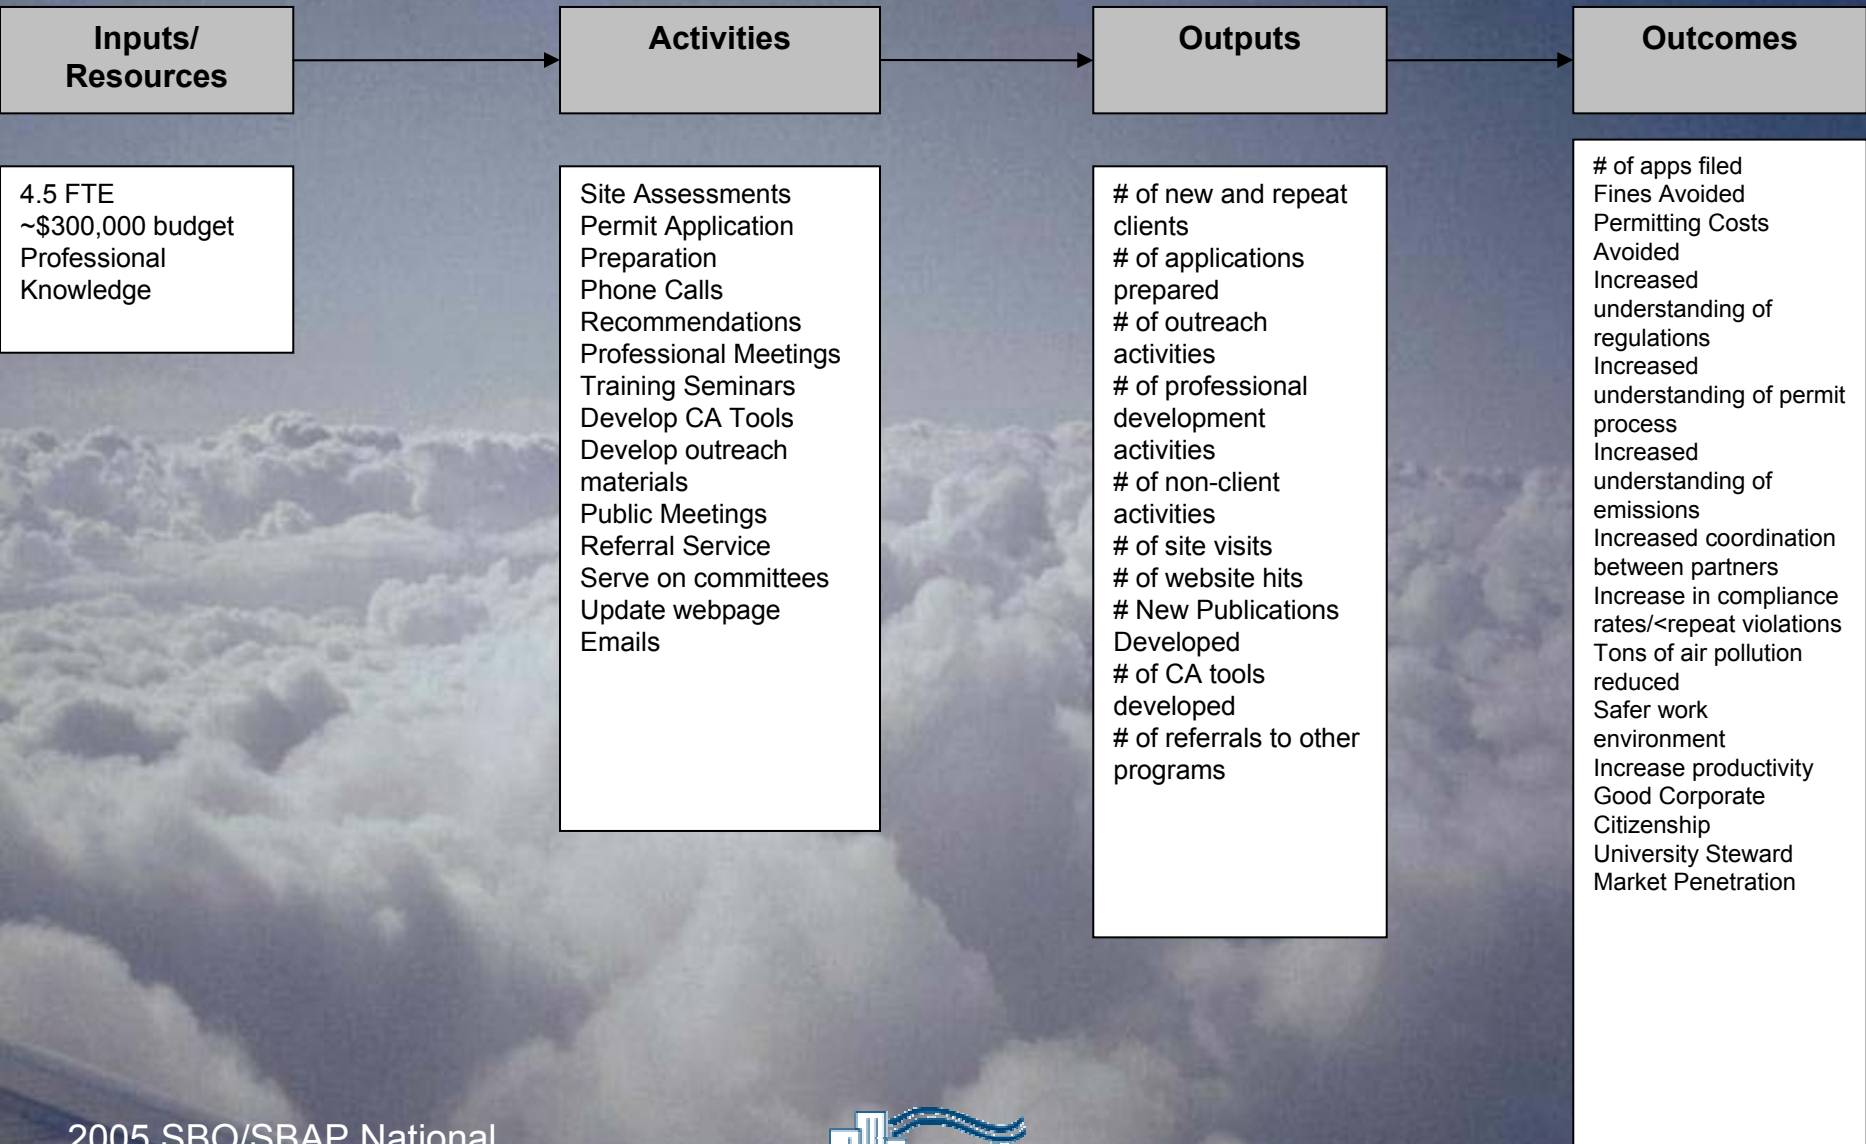 Inputs/
Resources
Activities
Outputs
Outcomes
4.5 FTE
~$300,000 budget
Professional
Knowledge
Site Assessments
Permit Application
Preparation
Phone Calls
Recommendations
Professional Meetings
Training Seminars
Develop CA Tools
Develop outreach
materials
Public Meetings
Referral Service
Serve on committees
Update webpage
Emails
# of new and repeat
clients
# of applications
prepared
# of outreach
activities
# of professional
development
activities
# of non-client
activities
# of site visits
# of website hits
# New Publications
Developed
# of CA tools
developed
# of referrals to other
programs
# of apps filed
Fines Avoided
Permitting Costs
Avoided
Increased
understanding of
regulations
Increased
understanding of permit
process
Increased
understanding of
emissions
Increased coordination
between partners
Increase in compliance
rates/<repeat violations
Tons of air pollution
reduced
Safer work
environment
Increase productivity
Good Corporate
Citizenship
University Steward
Market Penetration
2005 SBO/SBAP National